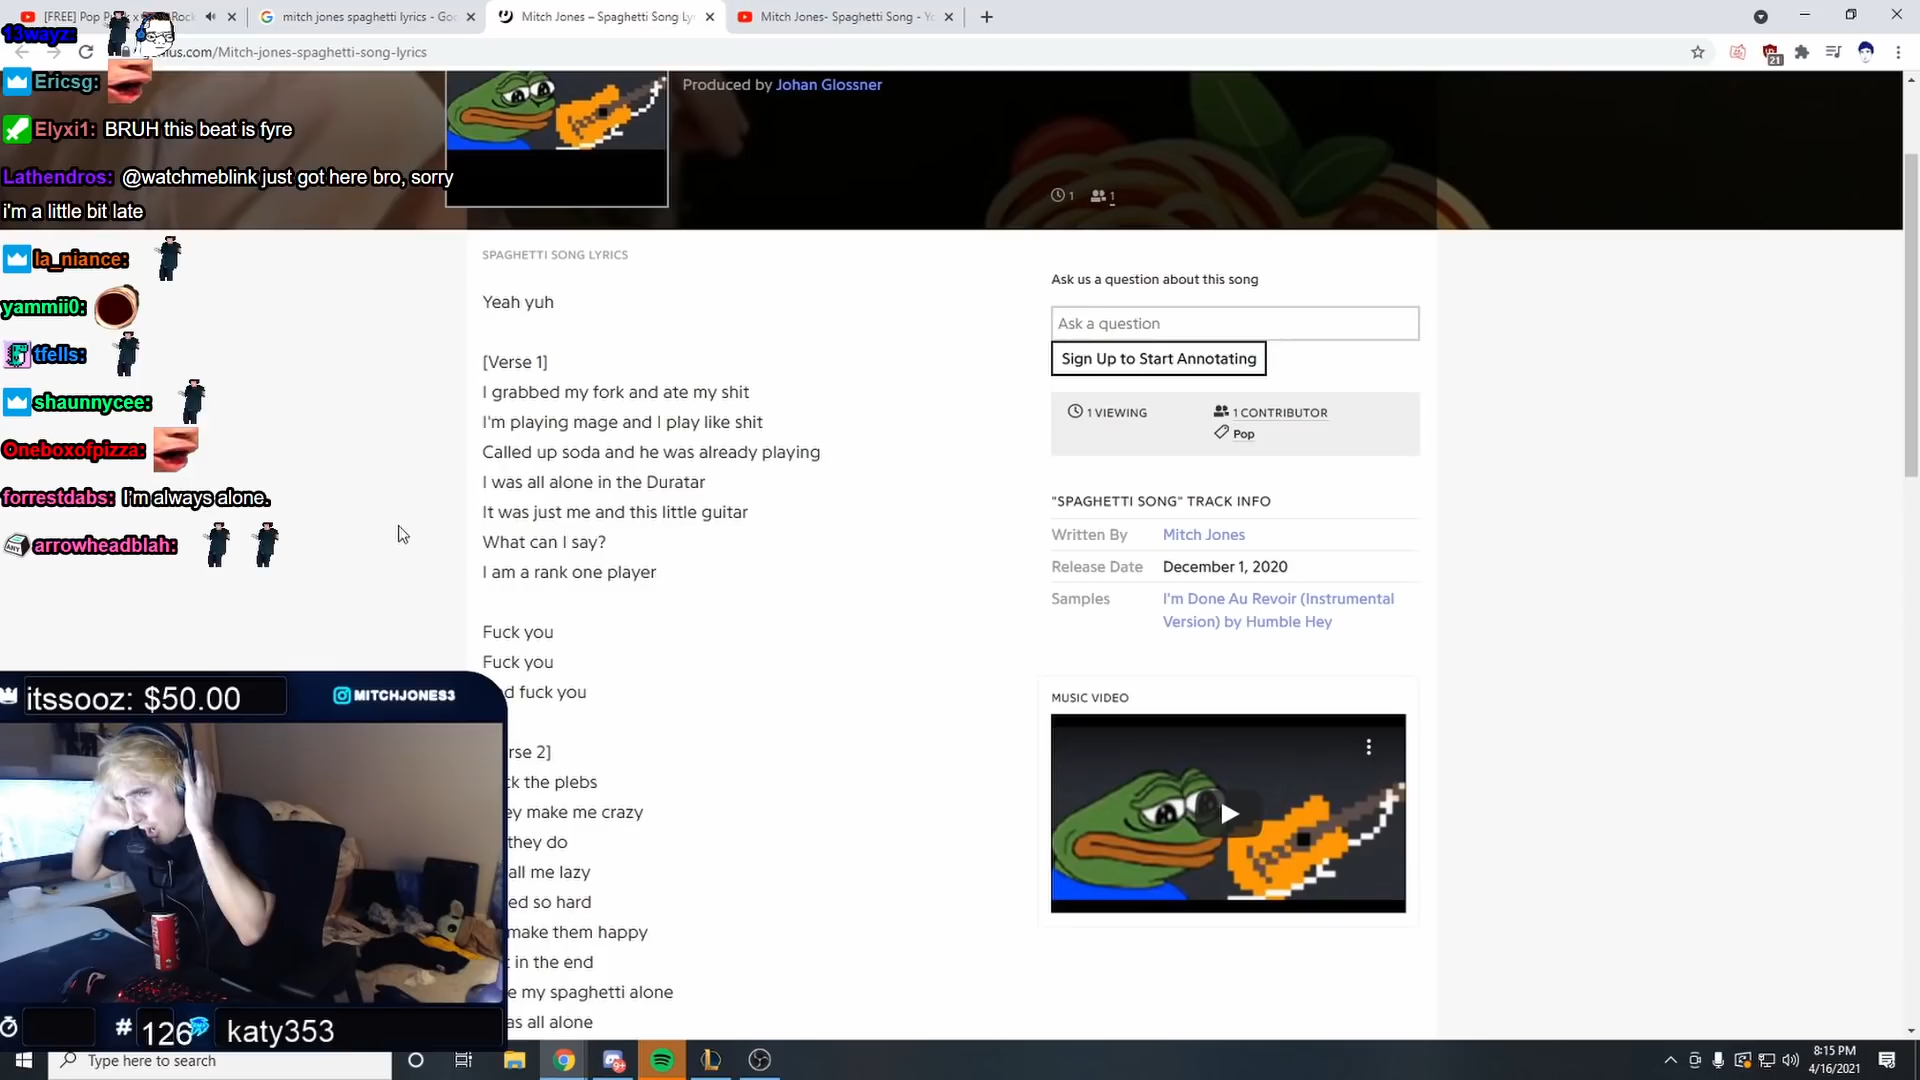 [FREE] Pop P
Rock
mitch jones spaghetti lyrics - Goo
Mitch Jones – Spaghetti Song Ly
Mitch Jones- Spaghetti Song - Yo
13wayz:
genius.com/Mitch-jones-spaghetti-song-lyrics
21
Ericsg:
Elyxi1: BRUH this beat is fyre
Lathendros: @watchmeblink just got here bro, sorry
i'm a little bit late
la_niance:
yammii0:
tfells:
shaunnycee:
Oneboxofpizza:
forrestdabs: I'm always alone.
ANY arrowheadblah:
Produced by Johan Glossner
1 1
SPAGHETTI SONG LYRICS
Yeah yuh
[Verse 1]
I grabbed my fork and ate my shit
I'm playing mage and I play like shit
Called up soda and he was already playing
I was all alone in the Duratar
It was just me and this little guitar
What can I say?
I am a rank one player
Fuck you
Fuck you
d fuck you
rse 2]
ck the plebs
ey make me crazy
they do
all me lazy
ed so hard
make them happy
t in the end
e my spaghetti alone
as all alone
Ask us a question about this song
Ask a question
Sign Up to Start Annotating
1 VIEWING
1 CONTRIBUTOR
Pop
"SPAGHETTI SONG" TRACK INFO
Written By Mitch Jones
Release Date December 1, 2020
Samples I'm Done Au Revoir (Instrumental
Version) by Humble Hey
MUSIC VIDEO
itssooz: $50.00
MITCHJONES3
# 126 katy353
Type here to search
9+
8:15 PM
4/16/2021